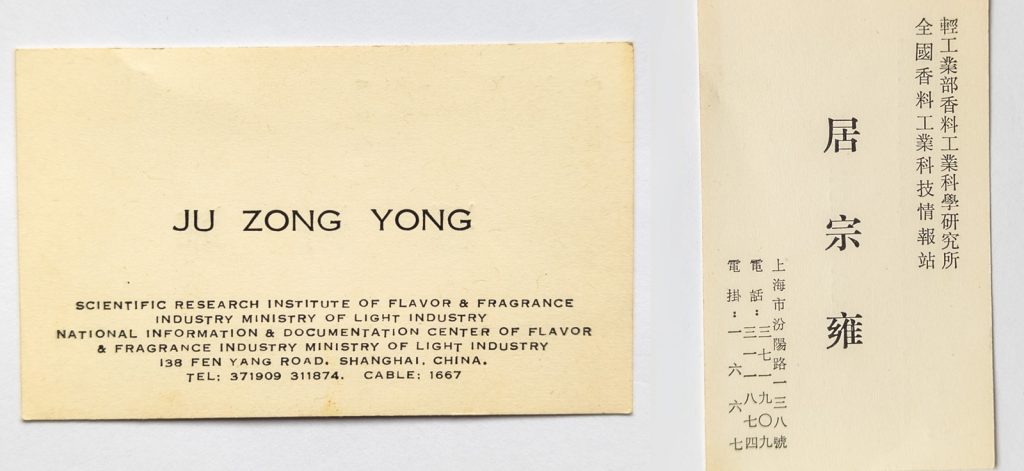 JU ZONG YONG
SCIENTIFIC RESEARCH INSTITUTE OF FLAVOR & FRAGRANCE
INDUSTRY MINISTRY OF LIGHT INDUSTRY
NATIONAL INFORMATION & DOCUMENTATION CENTER OF FLAVOR
& FRAGRANCE INDUSTRY MINISTRY OF LIGHT INDUSTRY
138 FEN YANG ROAD. SHANGHAI, CHINA.
TEL: 371909 311874. CABLE: 1667
輕工業部香料工業科學研究所
全國香料工業科技情報站
居宗雍
上海市汾陽路一三八號
電話：三七一九〇九
三一一八七四
電掛：一六六七